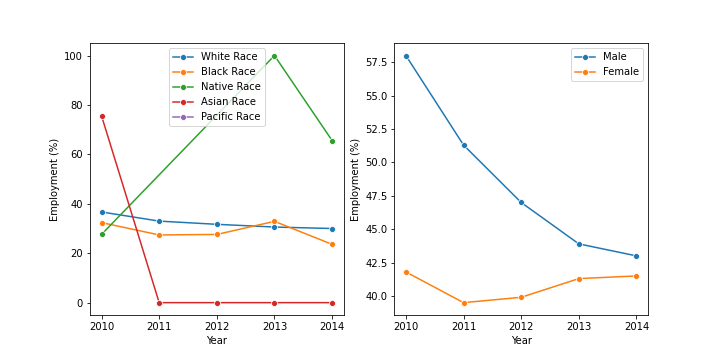 Employment (%)
100
80
60
40
20
0
2010 2011 2012 2013 2014
Year
White Race
Black Race
Native Race
Asian Race
Pacific Race
Employment (%)
57.5
55.0
52.5
50.0
47.5
45.0
42.5
40.0
2010 2011 2012 2013 2014
Year
Male
Female